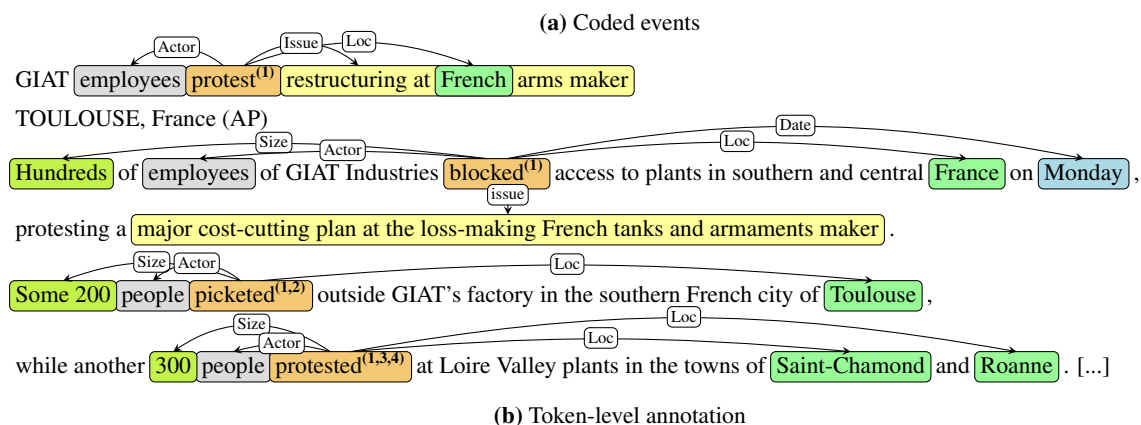 (a) Coded events
Actor Issue Loc
GIAT employees protest(1) restructuring at French arms maker
TOULOUSE, France (AP)
Size Actor Loc Date
Hundreds of employees of GIAT Industries blocked(1) access to plants in southern and central France on Monday ,
issue
protesting a major cost-cutting plan at the loss-making French tanks and armaments maker .
Size Actor Loc
Some 200 people picketed(1,2) outside GIAT's factory in the southern French city of Toulouse ,
Size Actor Loc Loc
while another 300 people protested(1,3,4) at Loire Valley plants in the towns of Saint-Chamond and Roanne . [...]
(b) Token-level annotation